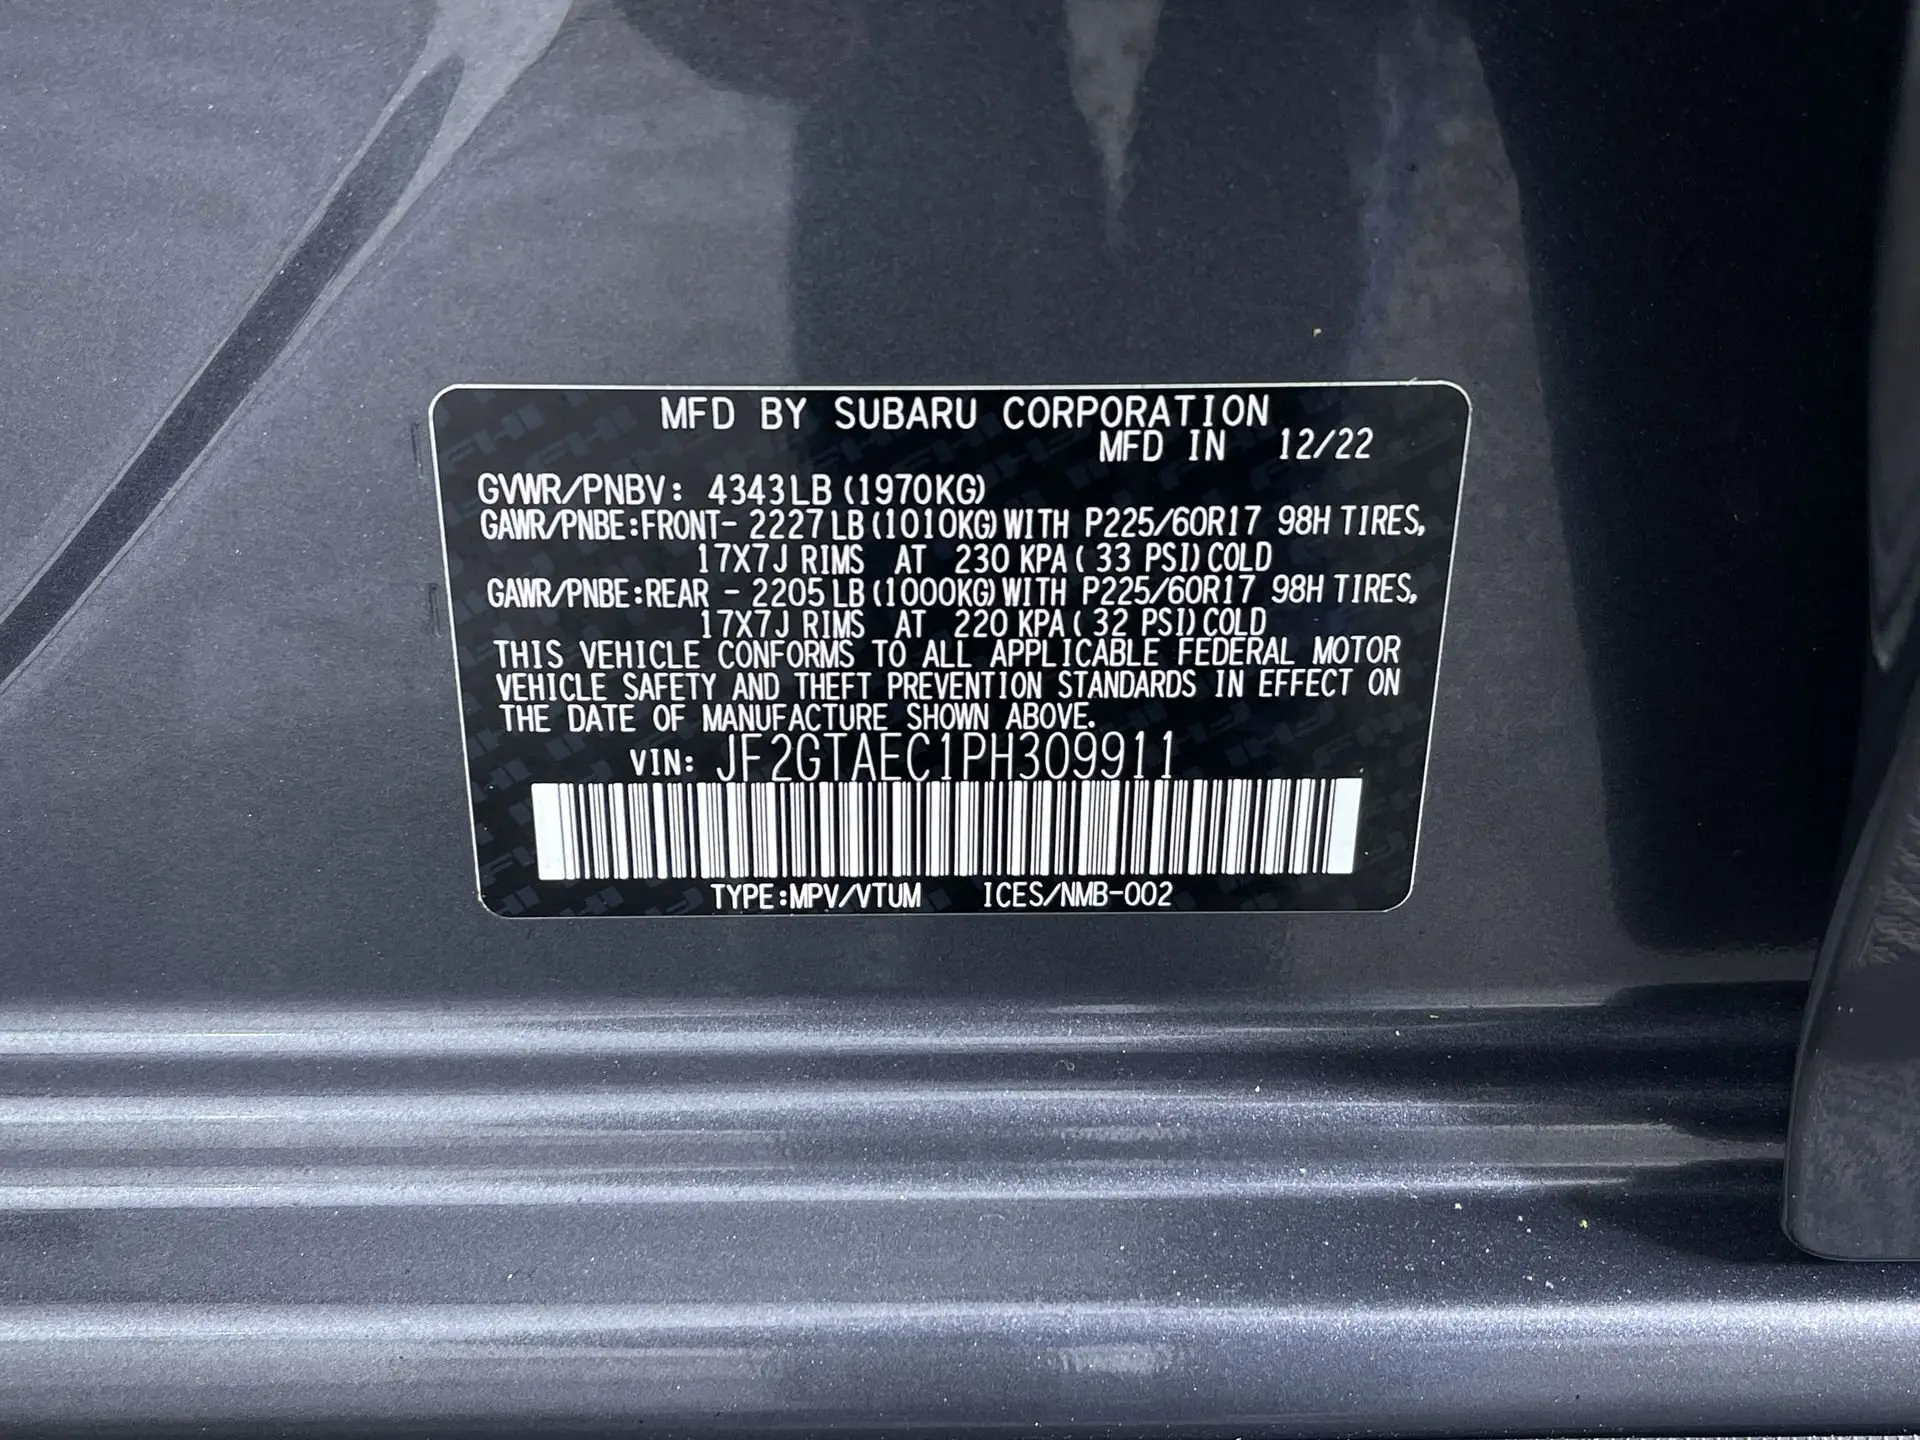 MFD BY SUBARU CORPORATION
MFD IN 12/22
GVWR/PNBV: 4343LB (1970KG)
GAWR/PNBE:FRONT- 2227LB (1010KG) WITH P225/60R17 98H TIRES,
17X7J RIMS AT 230 KPA ( 33 PSI) COLD
GAWR/PNBE:REAR - 2205LB (1000KG) WITH P225/60R17 98H TIRES,
17X7J RIMS AT 220 KPA ( 32 PSI) COLD
THIS VEHICLE CONFORMS TO ALL APPLICABLE FEDERAL MOTOR
VEHICLE SAFETY AND THEFT PREVENTION STANDARDS IN EFFECT ON
THE DATE OF MANUFACTURE SHOWN ABOVE.
VIN: JF2GTAEC1PH309911
TYPE:MPV/VTUM ICES/NMB-002